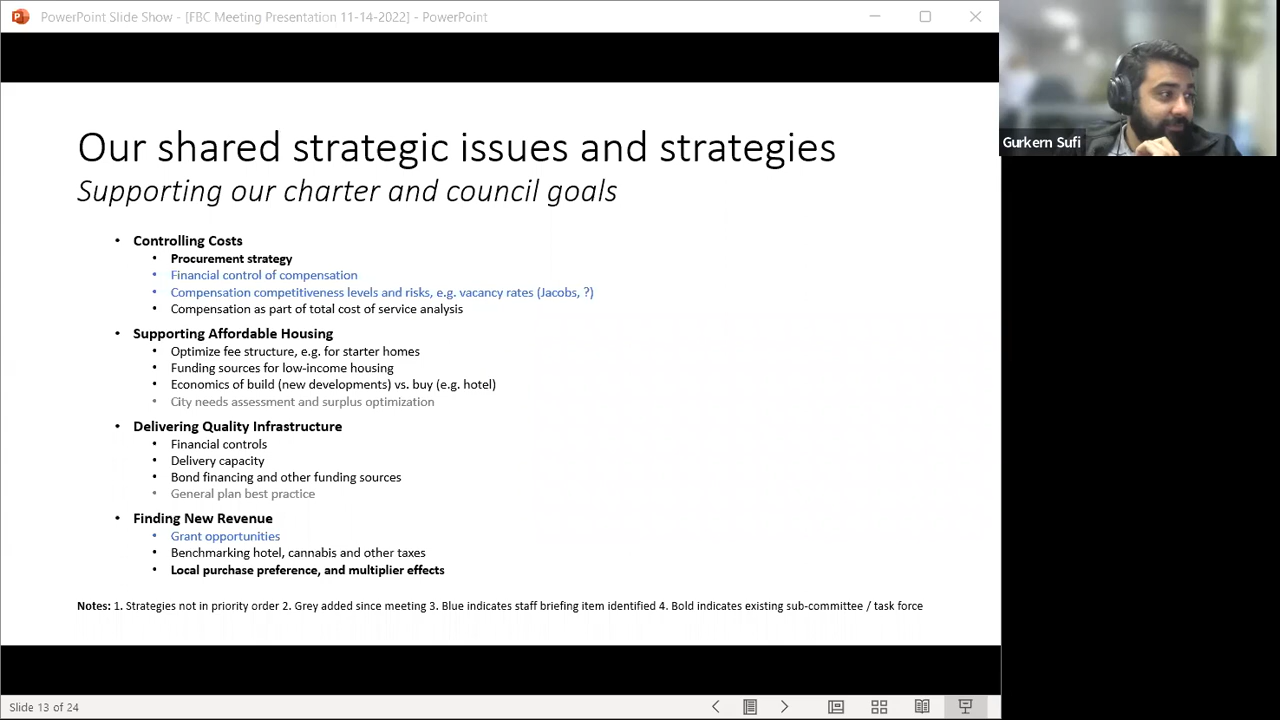 PowerPoint Slide Show - [FBC Meeting Presentation 11-14-2022] - PowerPoint
Gurkern Sufi
Our shared strategic issues and strategies
Supporting our charter and council goals
• Controlling Costs
• Procurement strategy
• Financial control of compensation
• Compensation competitiveness levels and risks, e.g. vacancy rates (Jacobs, ?)
• Compensation as part of total cost of service analysis
• Supporting Affordable Housing
• Optimize fee structure, e.g. for starter homes
• Funding sources for low-income housing
• Economics of build (new developments) vs. buy (e.g. hotel)
• City needs assessment and surplus optimization
• Delivering Quality Infrastructure
• Financial controls
• Delivery capacity
• Bond financing and other funding sources
• General plan best practice
• Finding New Revenue
• Grant opportunities
• Benchmarking hotel, cannabis and other taxes
• Local purchase preference, and multiplier effects
Notes: 1. Strategies not in priority order 2. Grey added since meeting 3. Blue indicates staff briefing item identified 4. Bold indicates existing sub-committee / task force
Slide 13 of 24